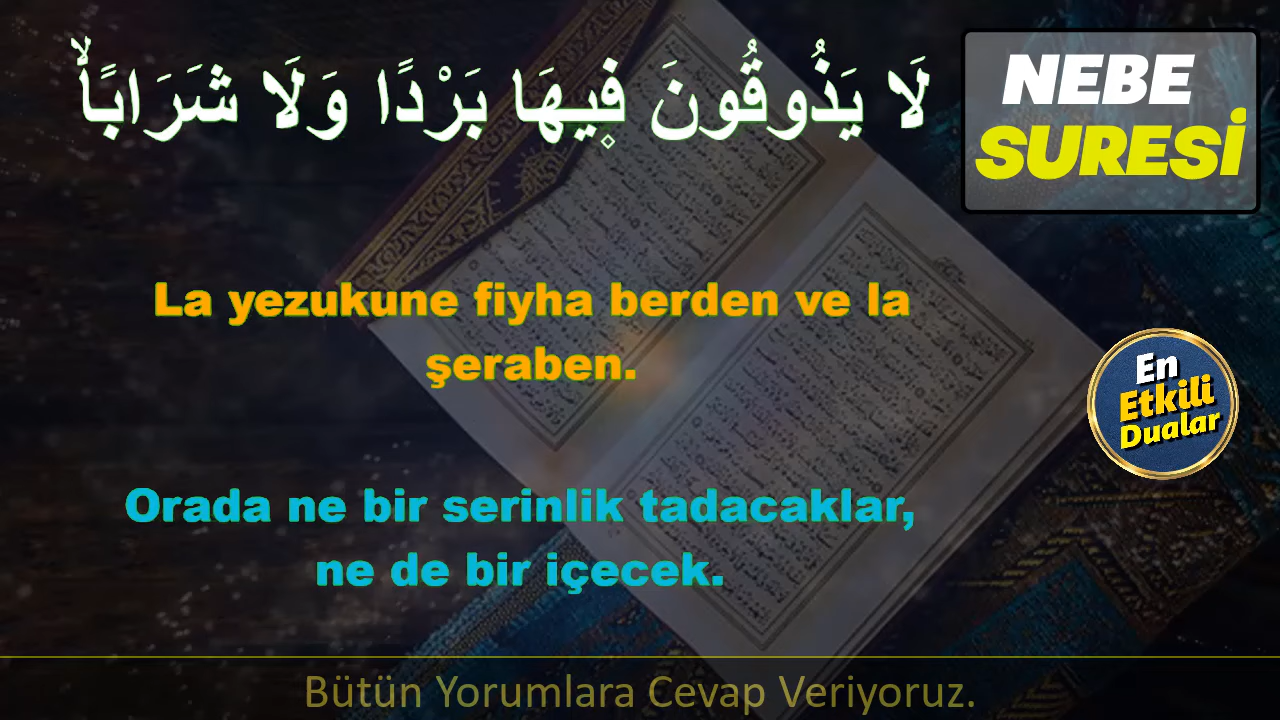 لَا يَذُوقُونَ ف۪يهَا بَرْدًا وَلَا شَرَابًاۙ
NEBE
SURESİ
La yezukune fiyha berden ve la
şeraben.
En
Etkili
Dualar
Orada ne bir serinlik tadacaklar,
ne de bir içecek.
Bütün Yorumlara Cevap Veriyoruz.